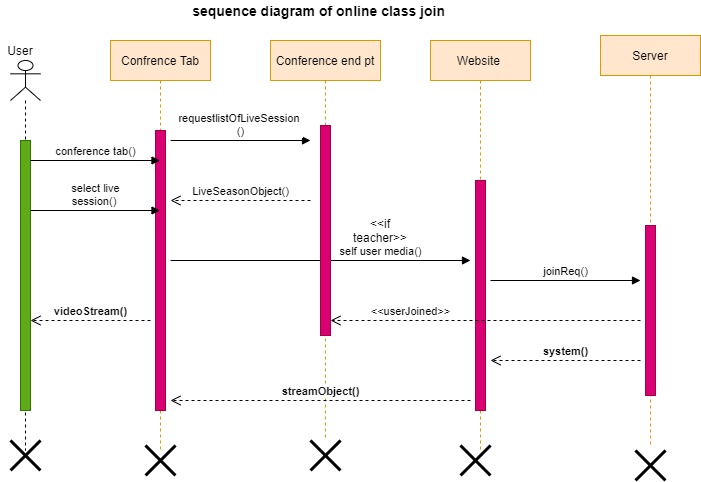 sequence diagram of online class join
User
Confrence Tab
Conference end pt
Website
Server
requestlistOfLiveSession
()
conference tab()
select live
session()
LiveSeasonObject()
<<if
teacher>>
self user media()
joinReq()
videoStream()
<<userJoined>>
system()
streamObject()